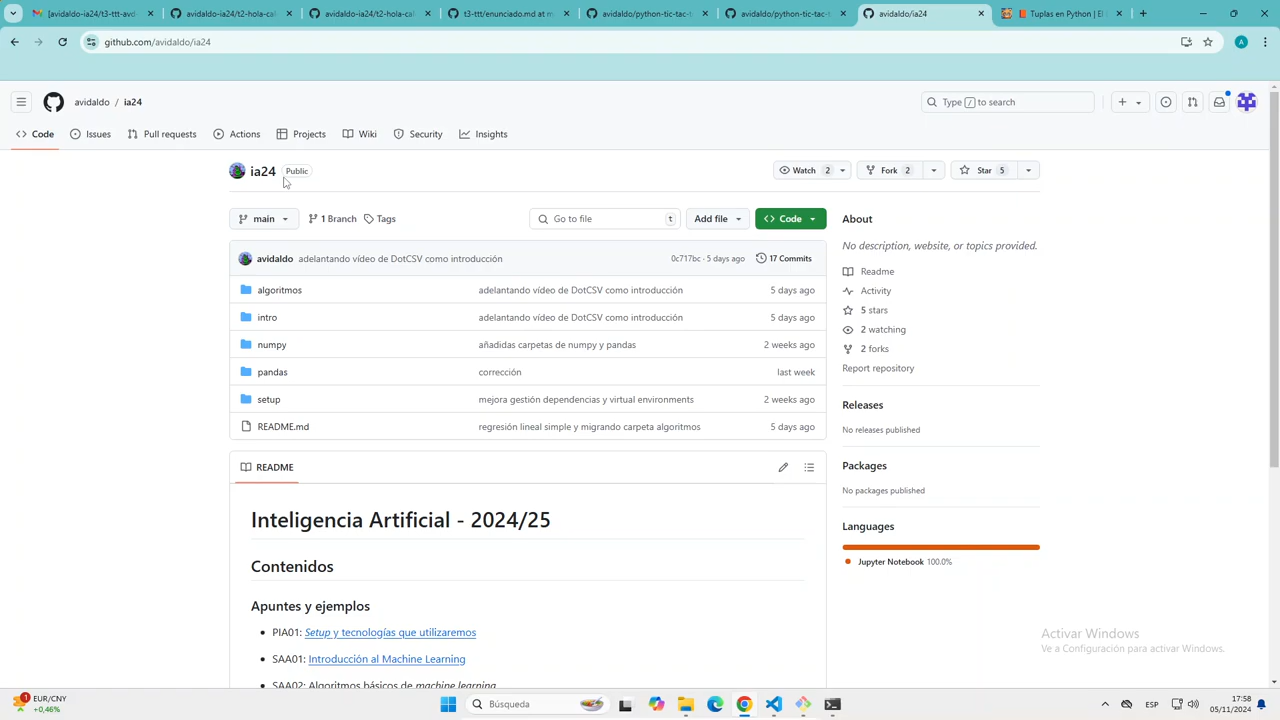 [avidaldo/t3-ttt-avd
avidaldo-ia24/t2-hola-cal
avidaldo-ia24/t2-hola-cal
t3-ttt/enunciado.md at m
avidaldo/python-tic-tac-t
avidaldo/python-tic-tac-t
avidaldo/ia24
Tuplas en Python | El
github.com/avidaldo/ia24
avidaldo / ia24
Type / to search
Code Issues Pull requests Actions Projects Wiki Security Insights
ia24 Public
Watch 2 Fork 2 Star 5
main 1 Branch Tags
Go to file t
Add file
<> Code
About
avidaldo adelantando vídeo de DotCSV como introducción 0c717bc · 5 days ago 17 Commits
No description, website, or topics provided.
algoritmos adelantando vídeo de DotCSV como introducción 5 days ago
intro adelantando vídeo de DotCSV como introducción 5 days ago
numpy añadidas carpetas de numpy y pandas 2 weeks ago
pandas corrección last week
setup mejora gestión dependencias y virtual environments 2 weeks ago
README.md regresión lineal simple y migrando carpeta algoritmos 5 days ago
Readme
Activity
5 stars
2 watching
2 forks
Report repository
Releases
No releases published
Packages
No packages published
Languages
Jupyter Notebook 100.0%
README
Inteligencia Artificial - 2024/25
Contenidos
Apuntes y ejemplos
PIA01: Setup y tecnologías que utilizaremos
SAA01: Introducción al Machine Learning
SAA02: Algoritmos básicos de machine learning
Activar Windows
Ve a Configuración para activar Windows.
1
EUR/CNY
+0,46%
Búsqueda
ESP
17:58
05/11/2024
A